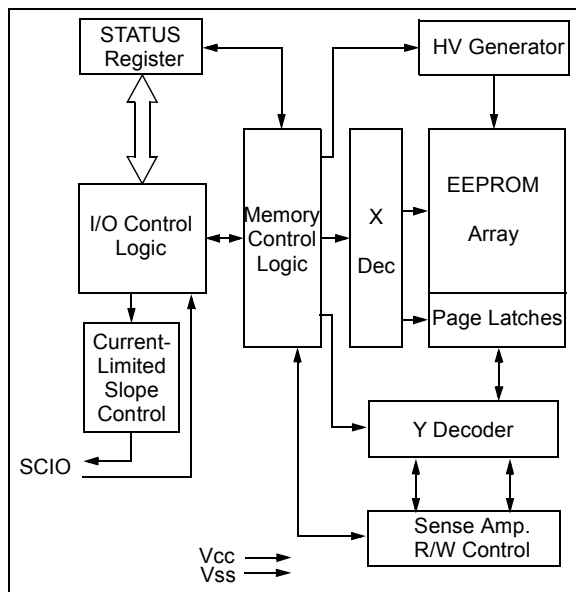 STATUS
Register
HV Generator
I/O Control
Logic
Memory
Control
Logic
X
Dec
EEPROM
Array
Page Latches
Current-
Limited
Slope
Control
Y Decoder
SCIO
Sense Amp.
R/W Control
Vcc
Vss